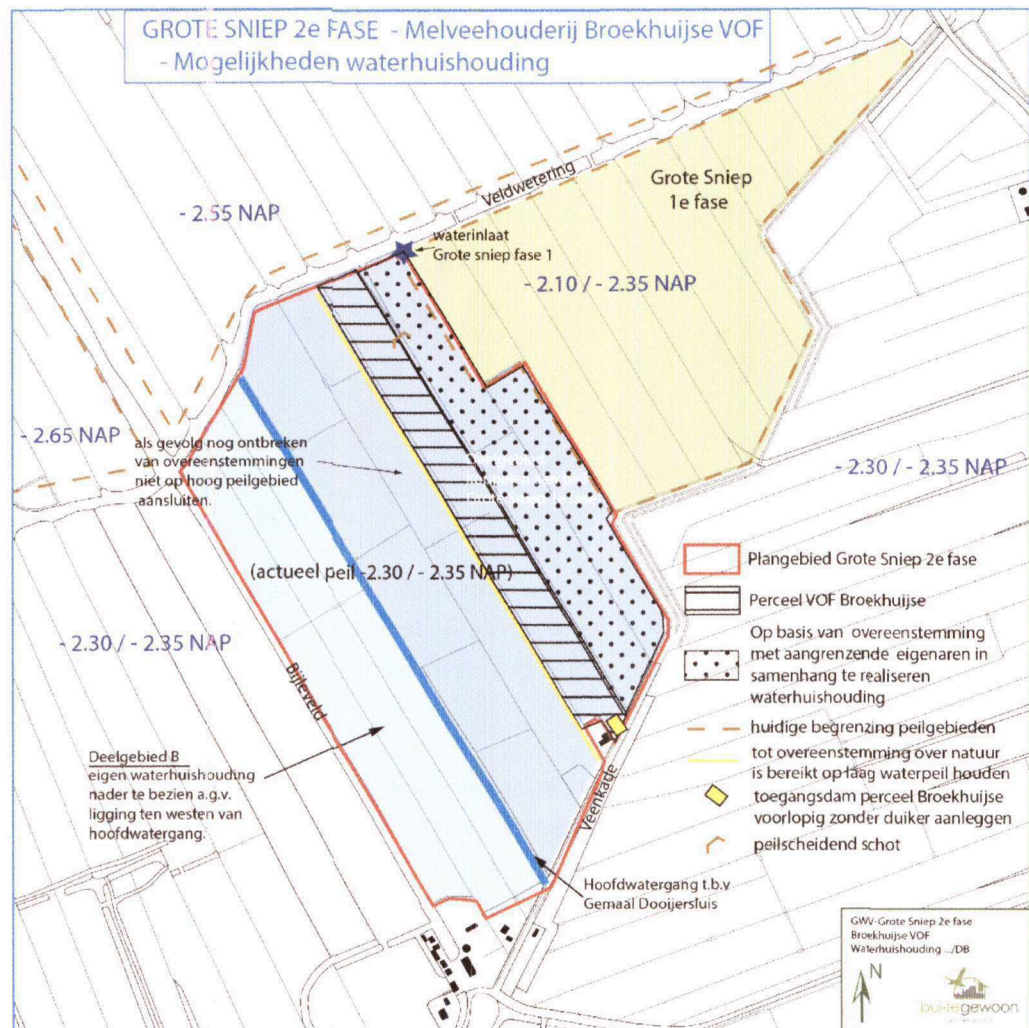 GROTE SNIEP 2e FASE - Melveehouderij Broekhuijse VOF
- Mogelijkheden waterhuishouding
Veldwetering
Grote Sniep
1e fase
- 2.55 NAP
waterinlaat
Grote sniep fase 1
- 2.10 / - 2.35 NAP
- 2.65 NAP
als gevolg nog ontbreken
van overeenstemmingen
niet op hoog peilgebied
aansluiten.
- 2.30 / - 2.35 NAP
(actueel peil -2.30 / - 2.35 NAP)
- 2.30 / - 2.35 NAP
Bijleveld
Veenkade
Deelgebied B
eigen waterhuishouding
nader te bezien a.g.v.
ligging ten westen van
hoofdwatergang.
Hoofdwatergang t.b.v
Gemaal Dooijersluis
Plangebied Grote Sniep 2e fase
Perceel VOF Broekhuijse
Op basis van overeenstemming
met aangrenzende eigenaren in
samenhang te realiseren
waterhuishouding
huidige begrenzing peilgebieden
tot overeenstemming over natuur
is bereikt op laag waterpeil houden
toegangsdam perceel Broekhuijse
voorlopig zonder duiker aanleggen
peilscheidend schot
GWV-Grote Sniep 2e fase
Broekhuijse VOF
Waterhuishouding .../DB
N